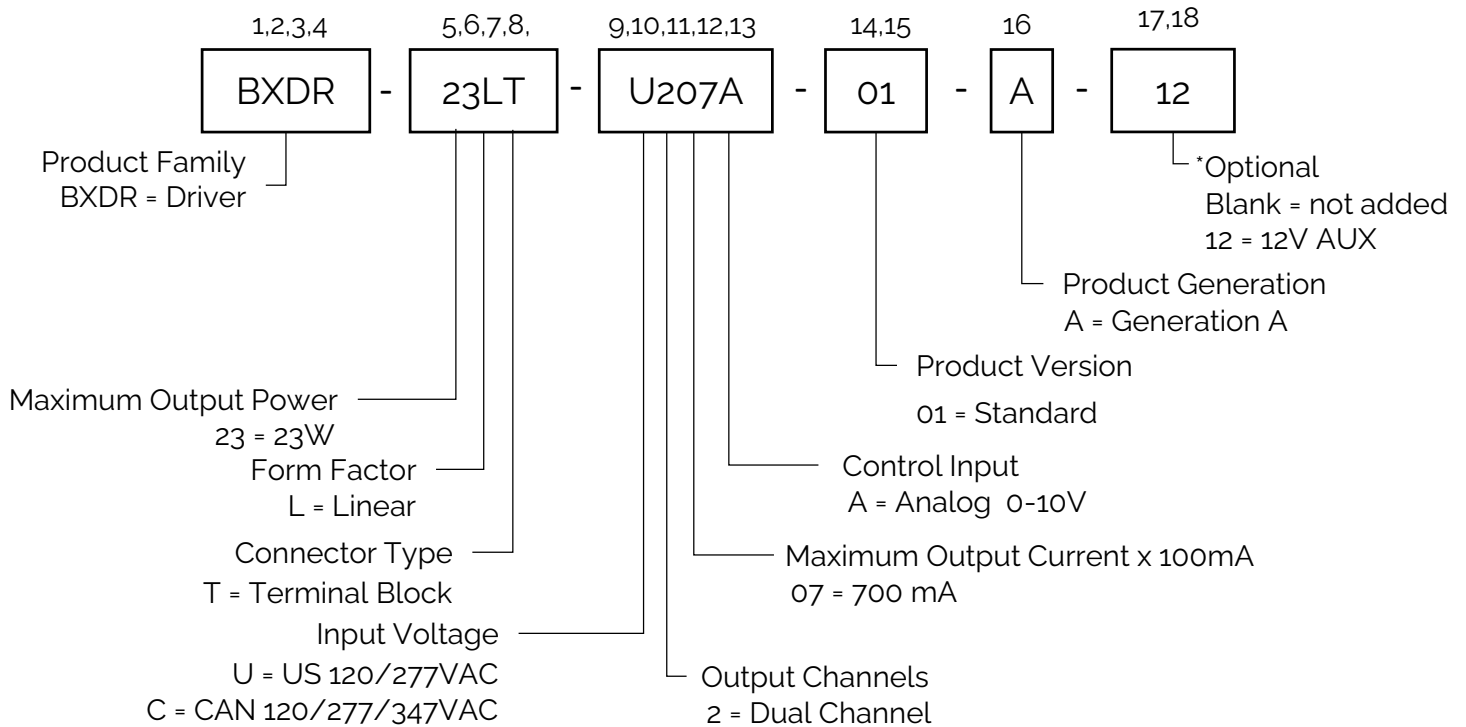 1,2,3,4 5,6,7,8, 9,10,11,12,13 14,15 16 17,18
BXDR - 23LT - U207A - 01 - A - 12
Product Family
BXDR = Driver
*Optional
Blank = not added
12 = 12V AUX
Product Generation
A = Generation A
Product Version
01 = Standard
Maximum Output Power
23 = 23W
Form Factor
L = Linear
Control Input
A = Analog 0-10V
Connector Type
T = Terminal Block
Maximum Output Current x 100mA
07 = 700 mA
Input Voltage
U = US 120/277VAC
C = CAN 120/277/347VAC
Output Channels
2 = Dual Channel